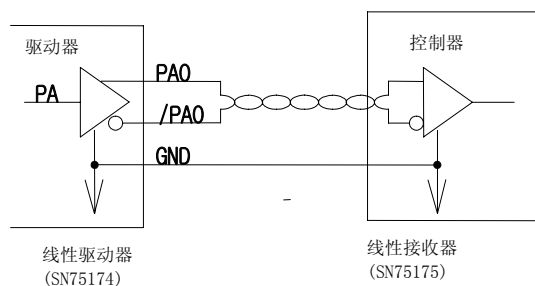 驱动器
控制器
PAO
PA
/PAO
GND
线性驱动器
(SN75174)
线性接收器
(SN75175)